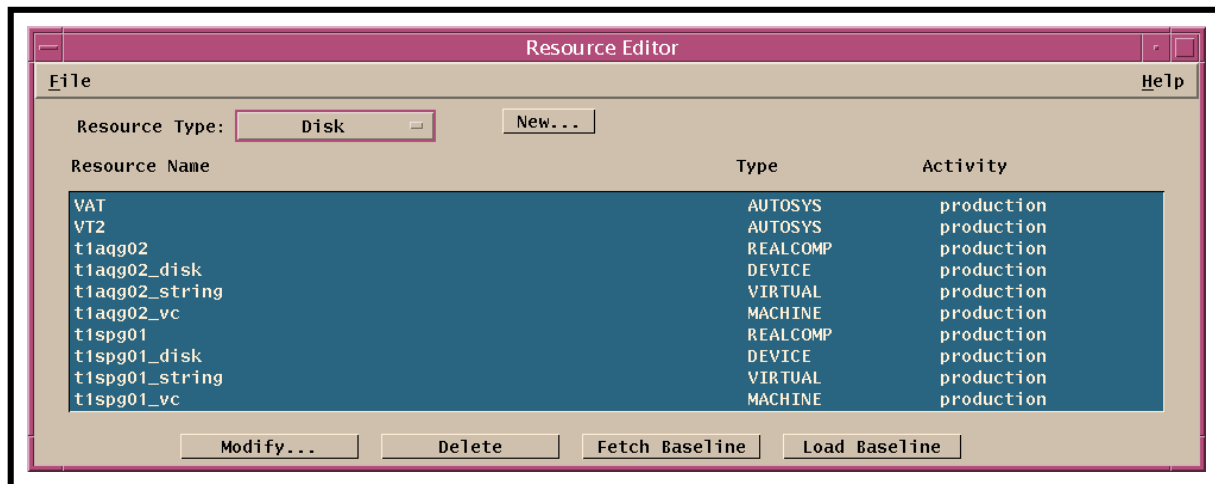 Resource Editor
File Help
Resource Type: Disk New...
Resource Name Type Activity
VAT AUTOSYS production
VT2 AUTOSYS production
t1aqg02 REALCOMP production
t1aqg02_disk DEVICE production
t1aqg02_string VIRTUAL production
t1aqg02_vc MACHINE production
t1spg01 REALCOMP production
t1spg01_disk DEVICE production
t1spg01_string VIRTUAL production
t1spg01_vc MACHINE production
Modify... Delete Fetch Baseline Load Baseline